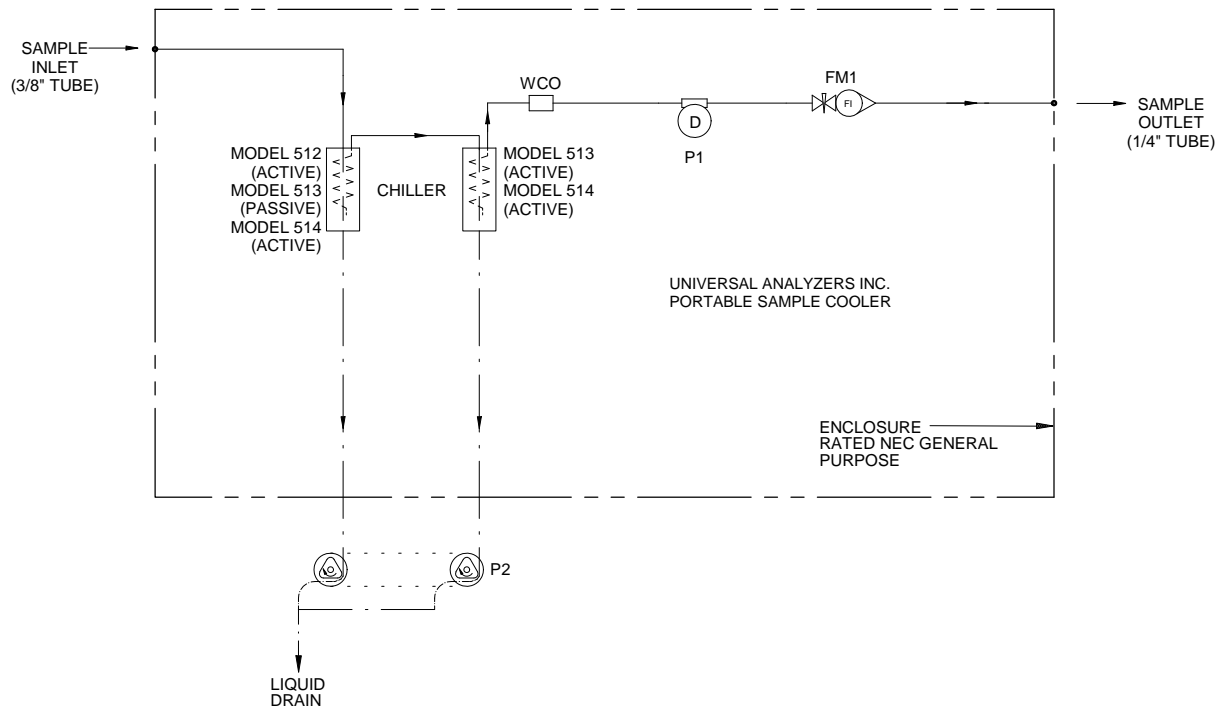 SAMPLE
INLET
(3/8" TUBE)
WCO
FM1
FI
D
P1
SAMPLE
OUTLET
(1/4" TUBE)
MODEL 512
(ACTIVE)
MODEL 513
(PASSIVE)
MODEL 514
(ACTIVE)
CHILLER
MODEL 513
(ACTIVE)
MODEL 514
(ACTIVE)
UNIVERSAL ANALYZERS INC.
PORTABLE SAMPLE COOLER
ENCLOSURE
RATED NEC GENERAL
PURPOSE
P2
LIQUID
DRAIN